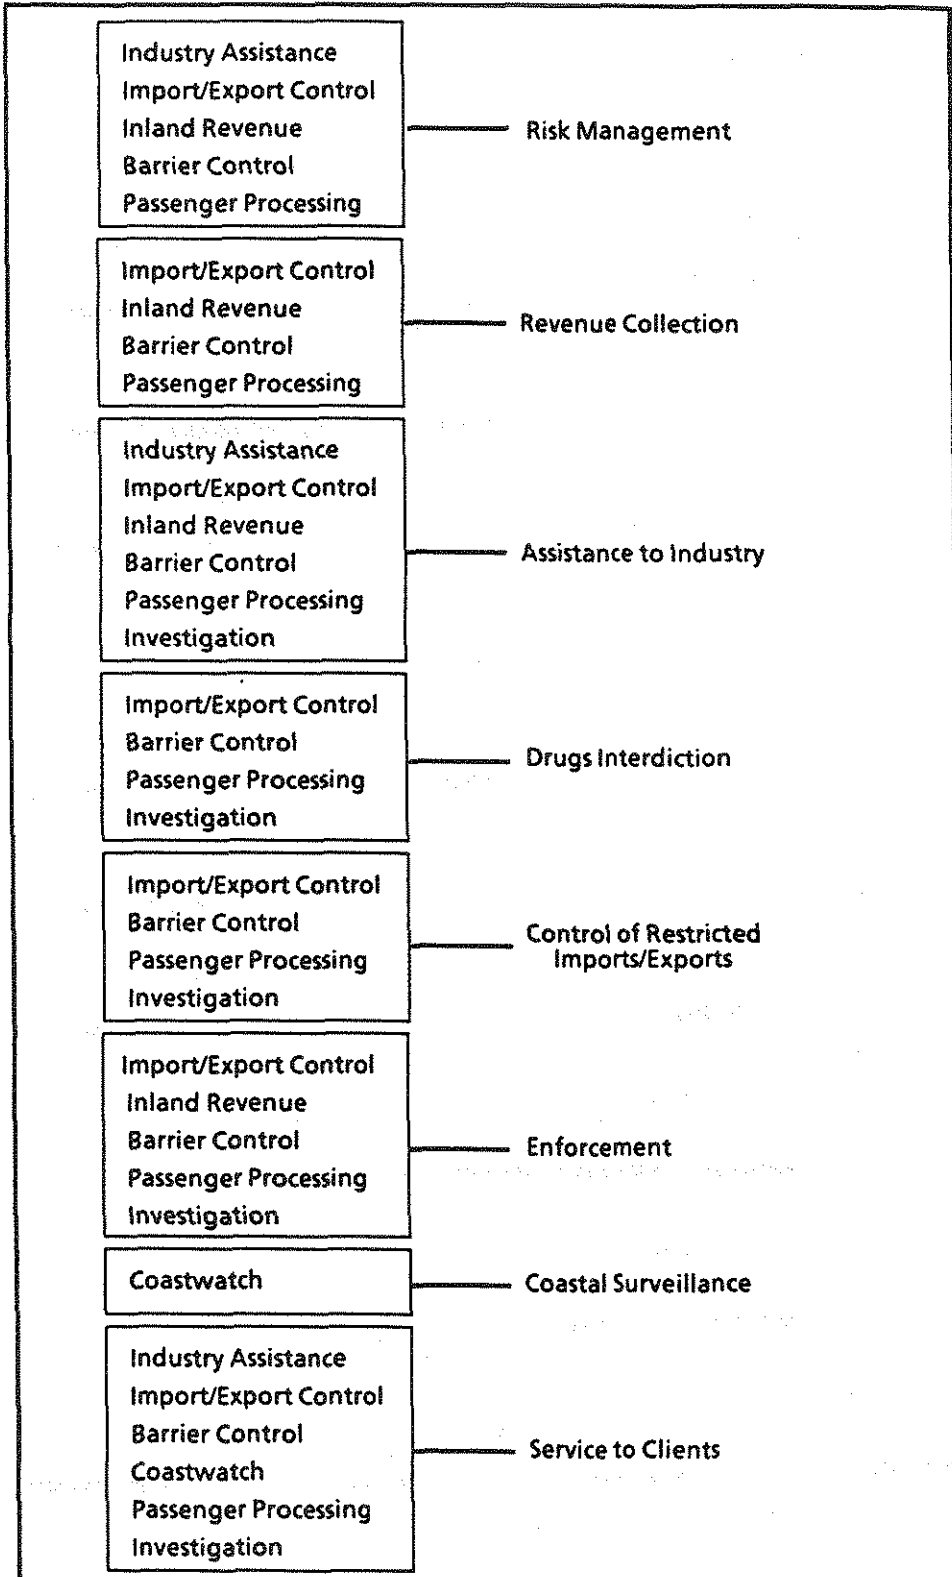 Industry Assistance
Import/Export Control
Inland Revenue
Barrier Control
Passenger Processing
Risk Management
Import/Export Control
Inland Revenue
Barrier Control
Passenger Processing
Revenue Collection
Industry Assistance
Import/Export Control
Inland Revenue
Barrier Control
Passenger Processing
Investigation
Assistance to Industry
Import/Export Control
Barrier Control
Passenger Processing
Investigation
Drugs Interdiction
Import/Export Control
Barrier Control
Passenger Processing
Investigation
Control of Restricted
Imports/Exports
Import/Export Control
Inland Revenue
Barrier Control
Passenger Processing
Investigation
Enforcement
Coastwatch
Coastal Surveillance
Industry Assistance
Import/Export Control
Barrier Control
Coastwatch
Passenger Processing
Investigation
Service to Clients